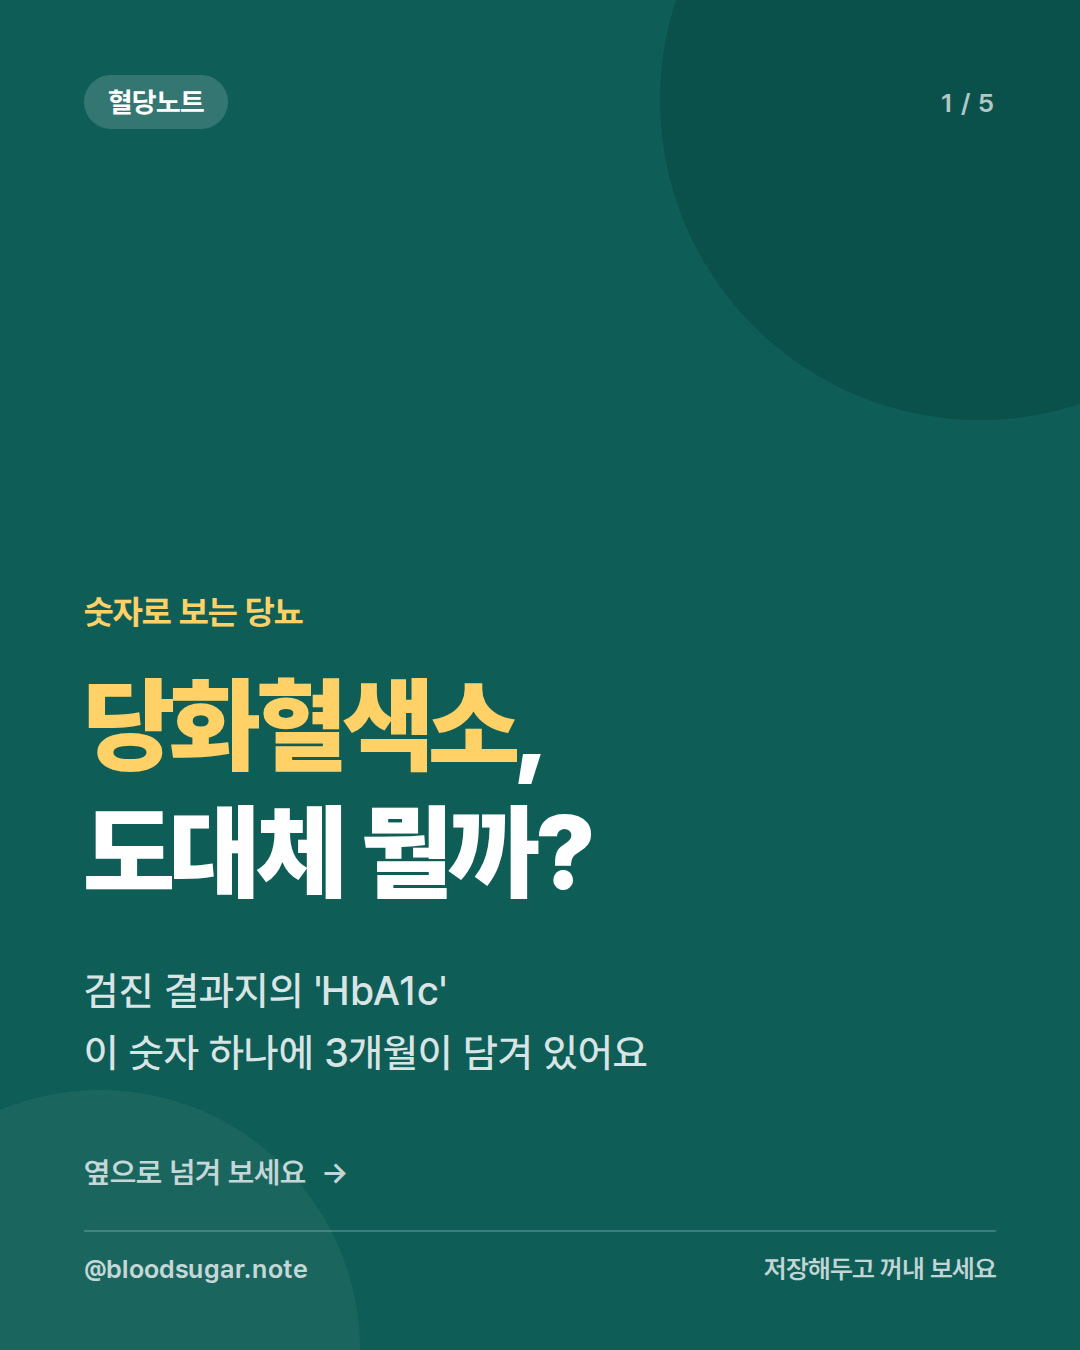 혈당노트
1 / 5
숫자로 보는 당뇨
당화혈색소,
도대체 뭘까?
검진 결과지의 'HbA1c'
이 숫자 하나에 3개월이 담겨 있어요
옆으로 넘겨 보세요 →
@bloodsugar.note
저장해두고 꺼내 보세요